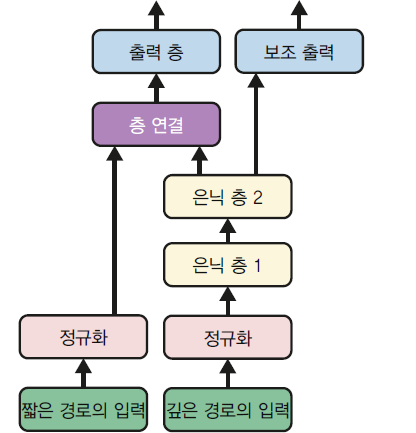 출력 층
보조 출력
층 연결
은닉 층 2
은닉 층 1
정규화
정규화
짧은 경로의 입력
깊은 경로의 입력